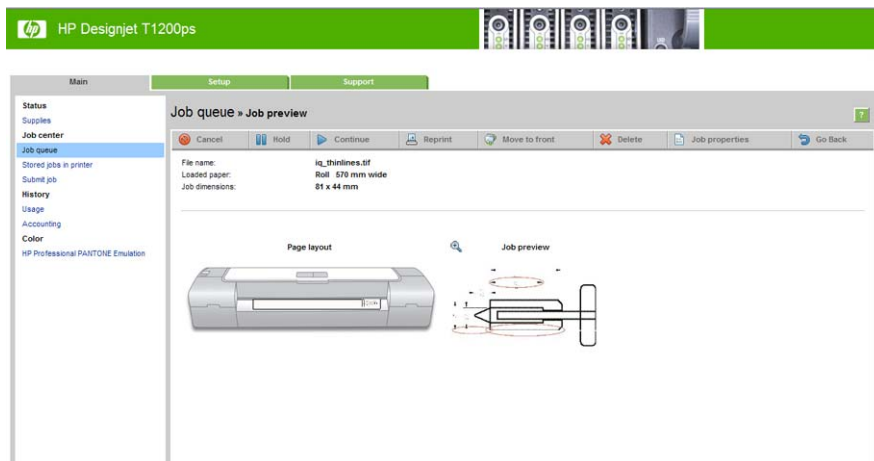 hp HP Designjet T1200ps
Main Setup Support
Status
Supplies
Job center
Job queue
Stored jobs in printer
Submit job
History
Usage
Accounting
Color
HP Professional PANTONE Emulation
Job queue » Job preview
?
Cancel Hold Continue Reprint Move to front Delete Job properties Go Back
File name: iq_thinlines.tif
Loaded paper: Roll 570 mm wide
Job dimensions: 81 x 44 mm
Page layout
Job preview